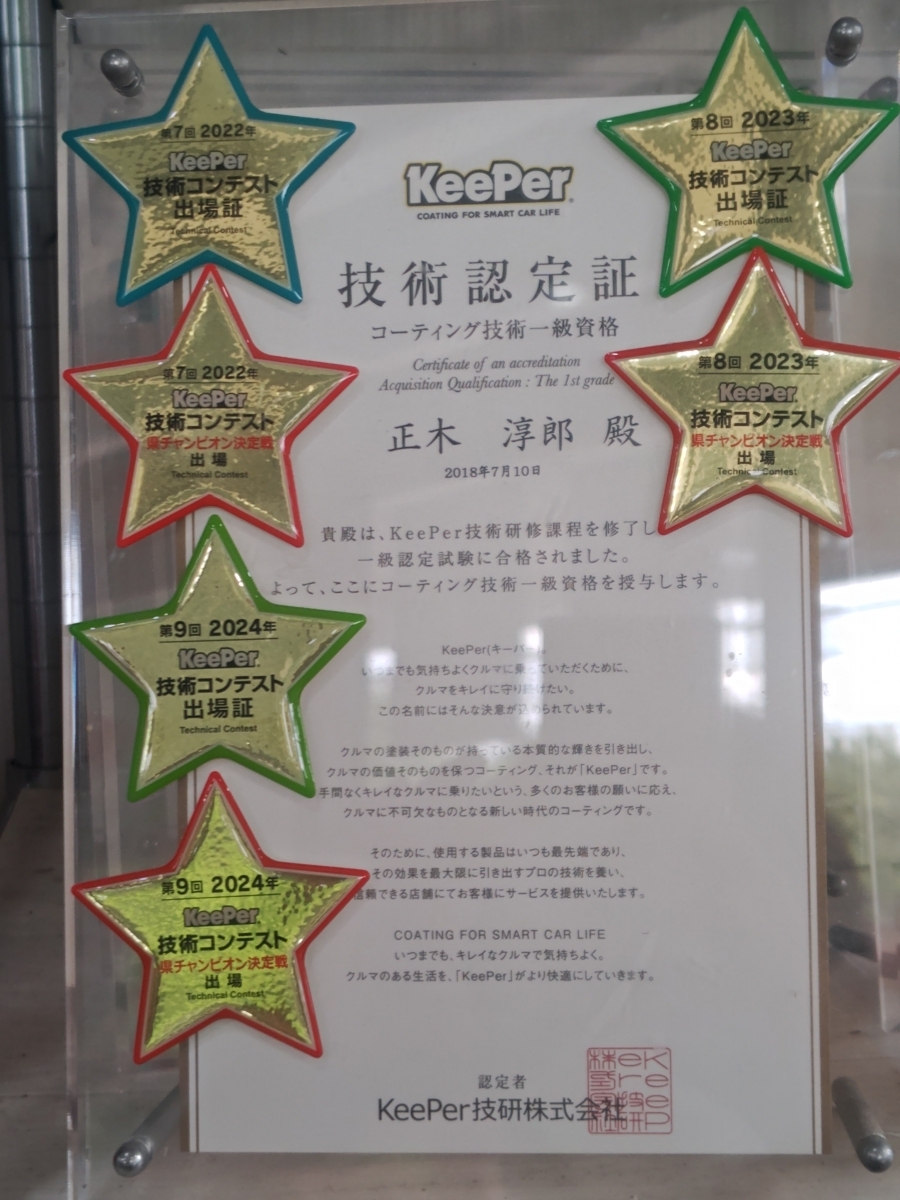 第7回 2022年
KeePer
技術コンテスト
出場証
Technical Contest
第8回 2023年
KeePer
技術コンテスト
出場証
Technical Contest
KeePer
COATING FOR SMART CAR LIFE
技術認定証
コーティング技術一級資格
Certificate of an accreditation
Acquisition Qualification : The 1st grade
正木 淳郎 殿
2018年7月10日
第7回 2022年
KeePer
技術コンテスト
県チャンピオン決定戦
出場
Technical Contest
第8回 2023年
KeePer
技術コンテスト
県チャンピオン決定戦
出場
Technical Contest
貴殿は、KeePer技術研修課程を修了し
一級認定試験に合格されました。
よって、ここにコーティング技術一級資格を授与します。
第9回 2024年
KeePer
技術コンテスト
出場証
Technical Contest
KeePer(キーパー)。
いつまでも気持ちよくクルマに乗っていただくために、
クルマをキレイに守り続けたい。
この名前にはそんな決意が込められています。
クルマの塗装そのものが持っている本質的な輝きを引き出し、
クルマの価値そのものを保つコーティング、それが「KeePer」です。
手間なくキレイなクルマに乗りたいという、多くのお客様の願いに応え、
クルマに不可欠なものとなる新しい時代のコーティングです。
そのために、使用する製品はいつも最先端であり、
その効果を最大限に引き出すプロの技術を養い、
信頼できる店舗にてお客様にサービスを提供いたします。
COATING FOR SMART CAR LIFE
いつまでも、キレイなクルマで気持ちよく。
クルマのある生活を、「KeePer」がより快適にしていきます。
第9回 2024年
KeePer
技術コンテスト
県チャンピオン決定戦
出場
Technical Contest
認定者
KeePer技研株式会社